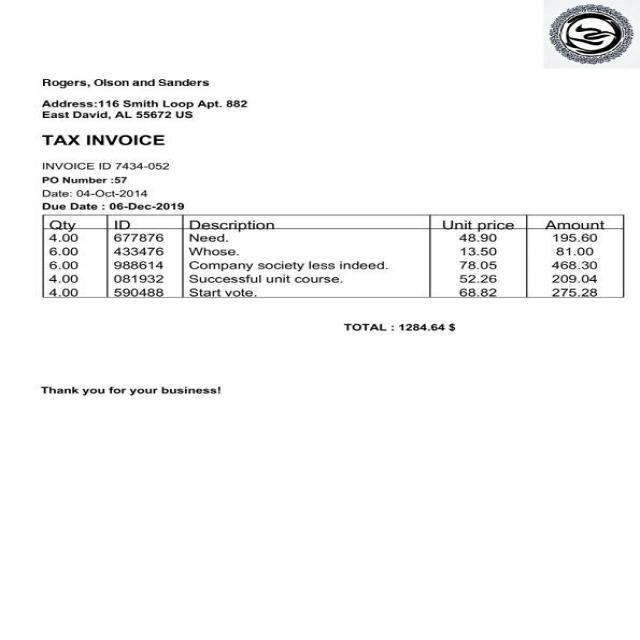 Rogers, Olson and Sanders
Address:116 Smith Loop Apt. 882
East David, AL 55672 US
TAX INVOICE
INVOICE ID 7434-052
PO Number :57
Date: 04-Oct-2014
Due Date : 06-Dec-2019
Qty ID Description Unit price Amount
4.00 677876 Need. 48.90 195.60
6.00 433476 Whose. 13.50 81.00
6.00 988614 Company society less indeed. 78.05 468.30
4.00 081932 Successful unit course. 52.26 209.04
4.00 590488 Start vote. 68.82 275.28
TOTAL : 1284.64 $
Thank you for your business!